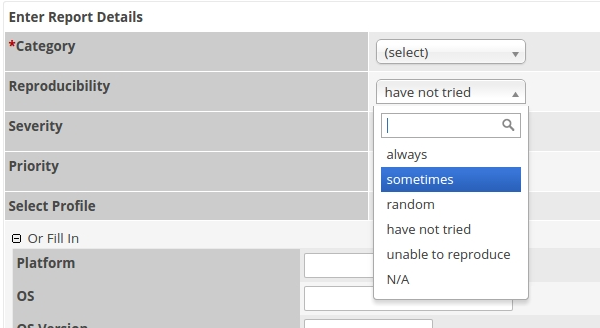 Enter Report Details
*Category
(select)
Reproducibility
have not tried
Severity
always
Priority
sometimes
Select Profile
random
Or Fill In
have not tried
Platform
unable to reproduce
OS
N/A
OS Version